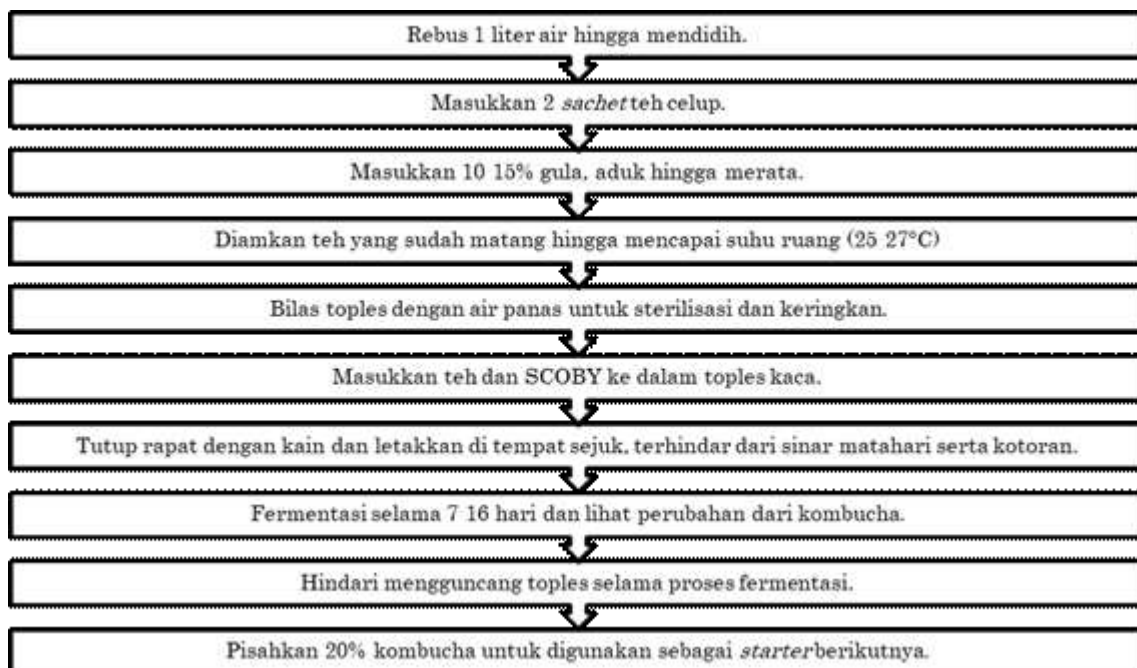 Rebus 1 liter air hingga mendidih.
Masukkan 2 sachet teh celup.
Masukkan 10 15% gula, aduk hingga merata.
Diamkan teh yang sudah matang hingga mencapai suhu ruang (25 27°C)
Bilas toples dengan air panas untuk sterilisasi dan keringkan.
Masukkan teh dan SCOBY ke dalam toples kaca.
Tutup rapat dengan kain dan letakkan di tempat sejuk, terhindar dari sinar matahari serta kotoran.
Fermentasi selama 7 16 hari dan lihat perubahan dari kombucha.
Hindari mengguncang toples selama proses fermentasi.
Pisahkan 20% kombucha untuk digunakan sebagai starter berikutnya.